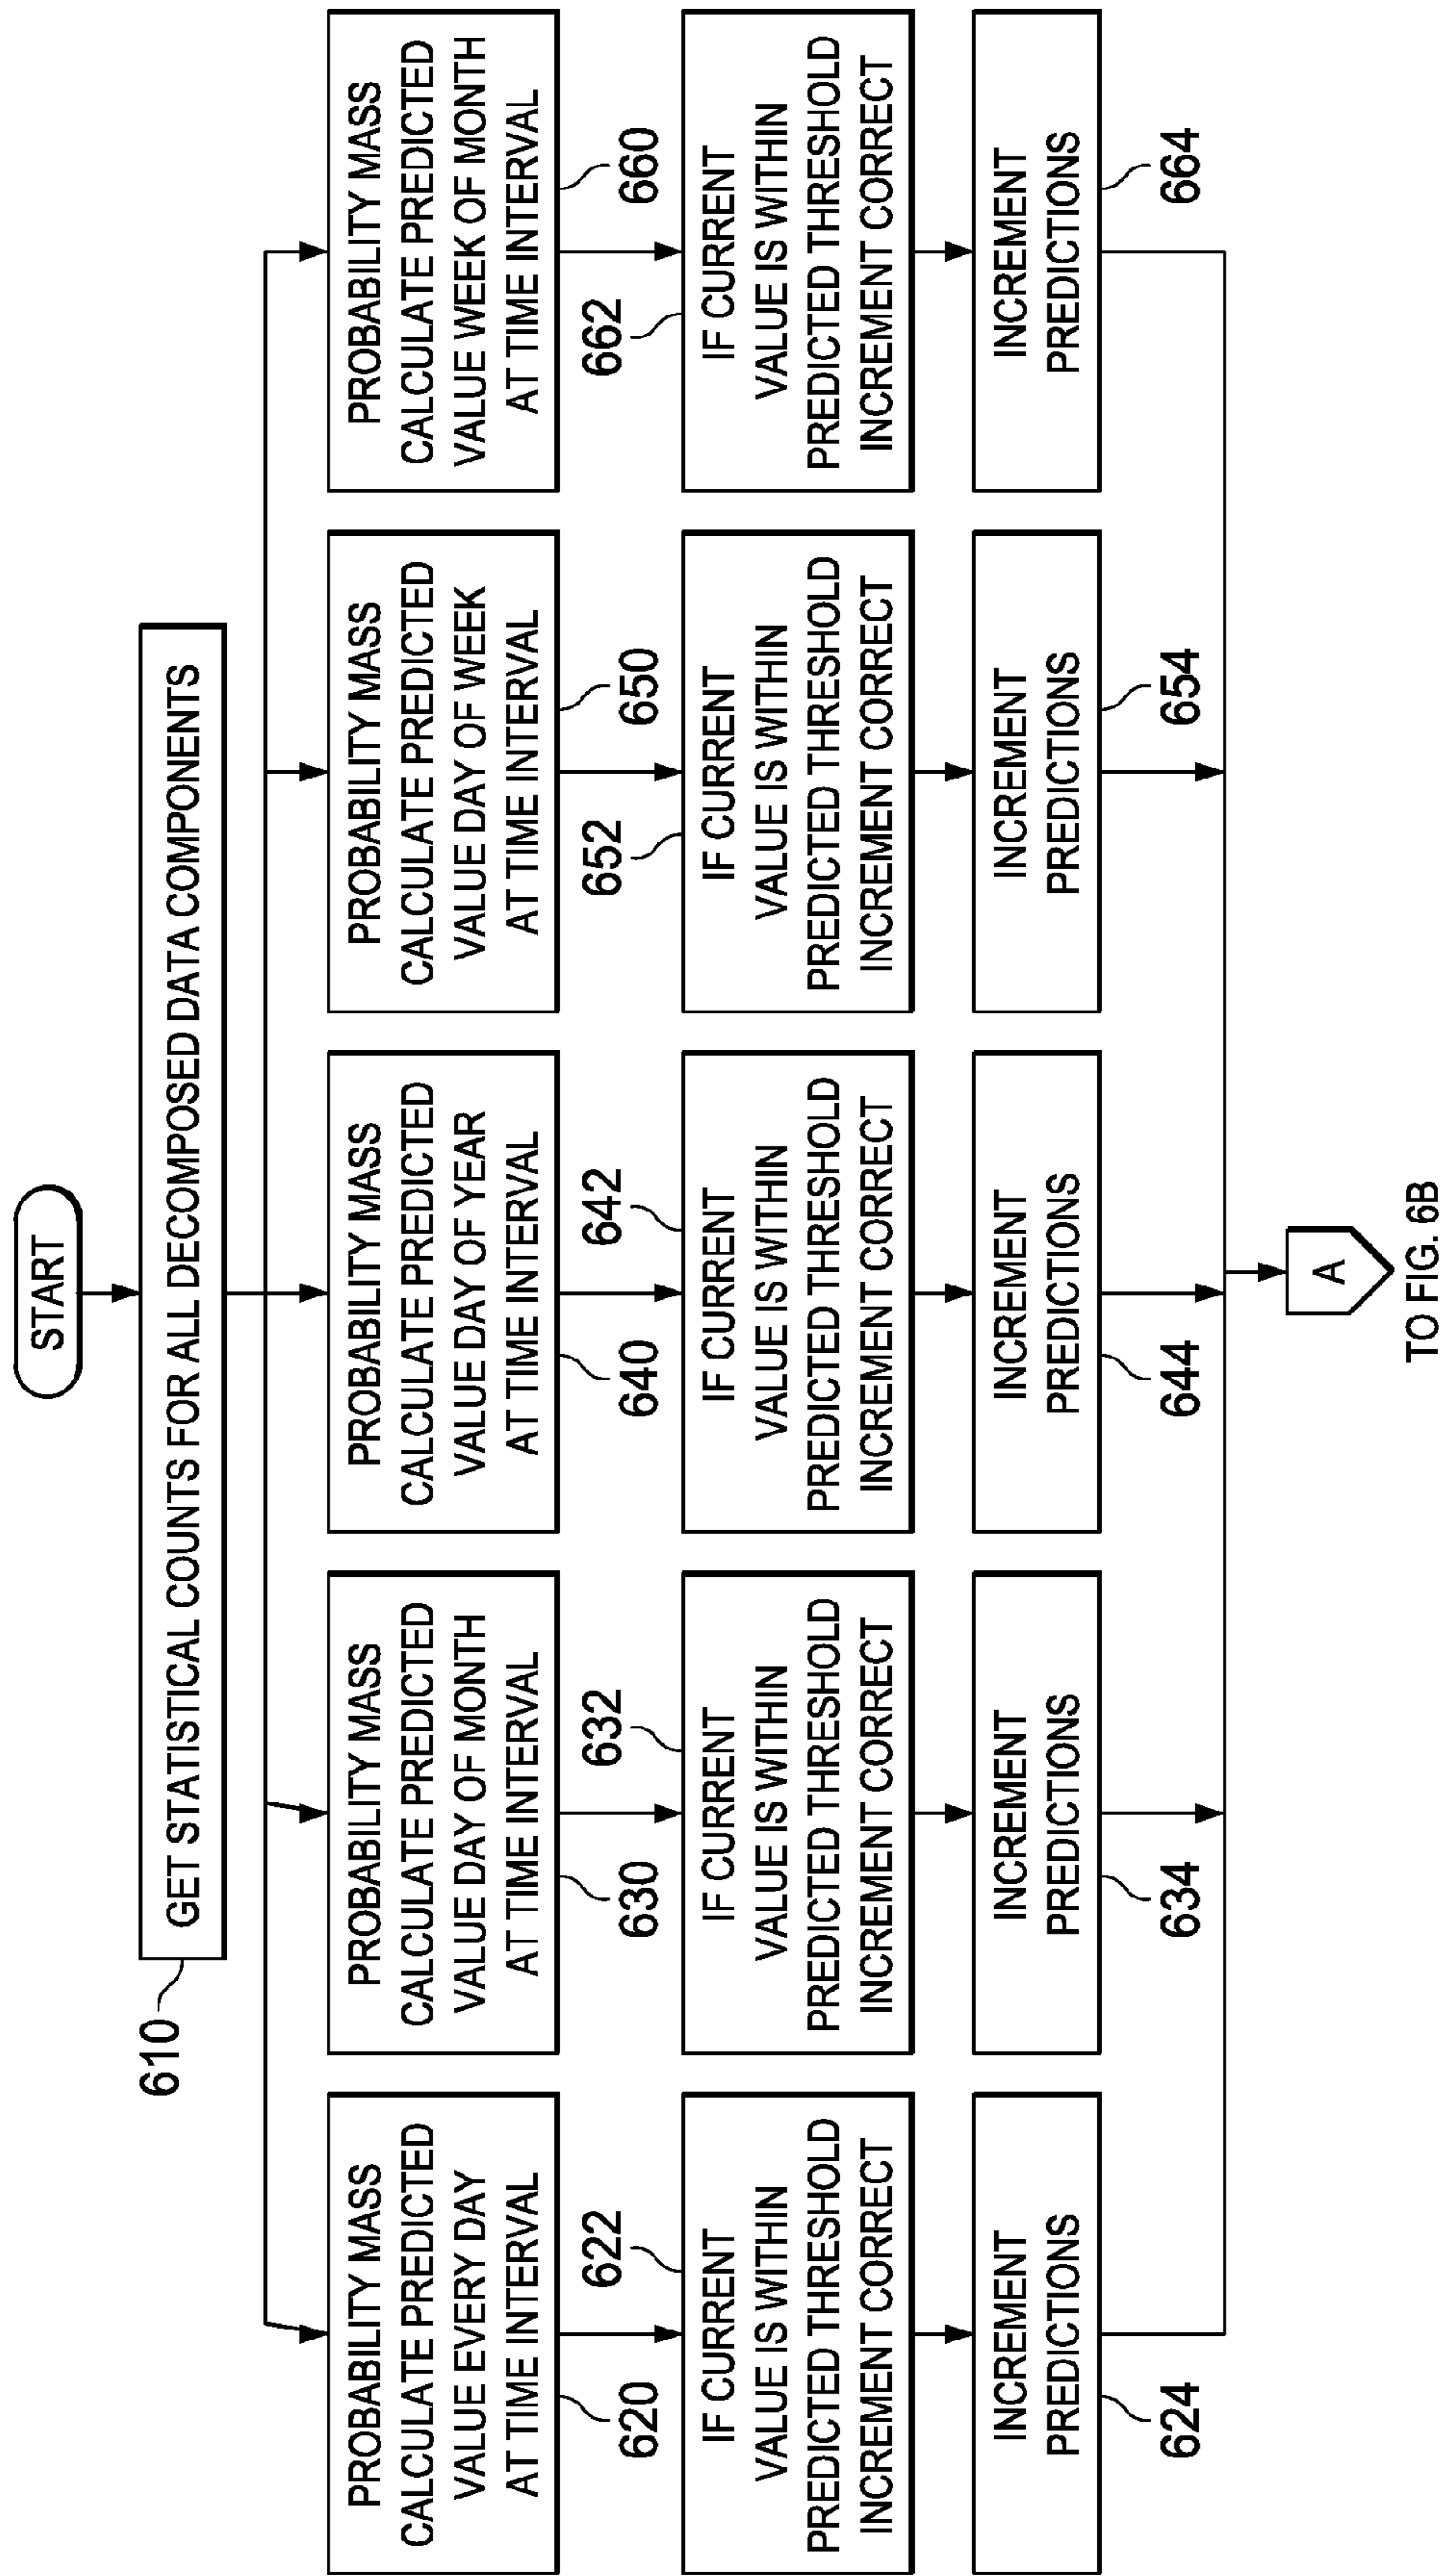 START
GET STATISTICAL COUNTS FOR ALL DECOMPOSED DATA COMPONENTS
610
PROBABILITY MASS
CALCULATE PREDICTED
VALUE EVERY DAY
AT TIME INTERVAL
620
622
IF CURRENT
VALUE IS WITHIN
PREDICTED THRESHOLD
INCREMENT CORRECT
INCREMENT
PREDICTIONS
624
PROBABILITY MASS
CALCULATE PREDICTED
VALUE DAY OF MONTH
AT TIME INTERVAL
630
632
IF CURRENT
VALUE IS WITHIN
PREDICTED THRESHOLD
INCREMENT CORRECT
INCREMENT
PREDICTIONS
634
PROBABILITY MASS
CALCULATE PREDICTED
VALUE DAY OF YEAR
AT TIME INTERVAL
640
642
IF CURRENT
VALUE IS WITHIN
PREDICTED THRESHOLD
INCREMENT CORRECT
INCREMENT
PREDICTIONS
644
PROBABILITY MASS
CALCULATE PREDICTED
VALUE DAY OF WEEK
AT TIME INTERVAL
652
650
IF CURRENT
VALUE IS WITHIN
PREDICTED THRESHOLD
INCREMENT CORRECT
INCREMENT
PREDICTIONS
654
PROBABILITY MASS
CALCULATE PREDICTED
VALUE WEEK OF MONTH
AT TIME INTERVAL
662
660
IF CURRENT
VALUE IS WITHIN
PREDICTED THRESHOLD
INCREMENT CORRECT
INCREMENT
PREDICTIONS
664
A
TO FIG. 6B